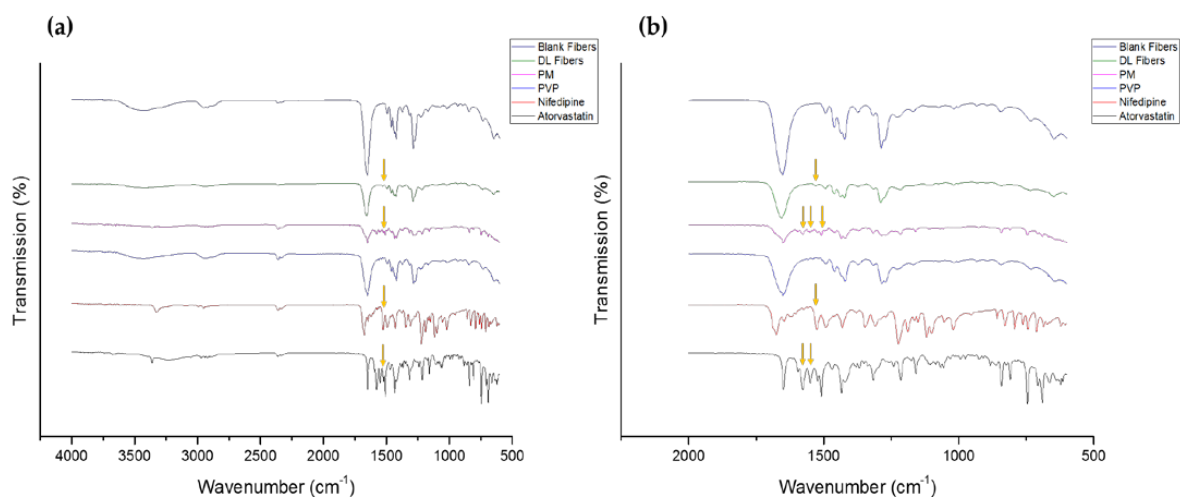 (a)
Blank Fibers
DL Fibers
PM
PVP
Nifedipine
Atorvastatin
Transmission (%)
4000 3500 3000 2500 2000 1500 1000 500
Wavenumber (cm⁻¹)
(b)
Blank Fibers
DL Fibers
PM
PVP
Nifedipine
Atorvastatin
Transmission (%)
2000 1500 1000 500
Wavenumber (cm⁻¹)